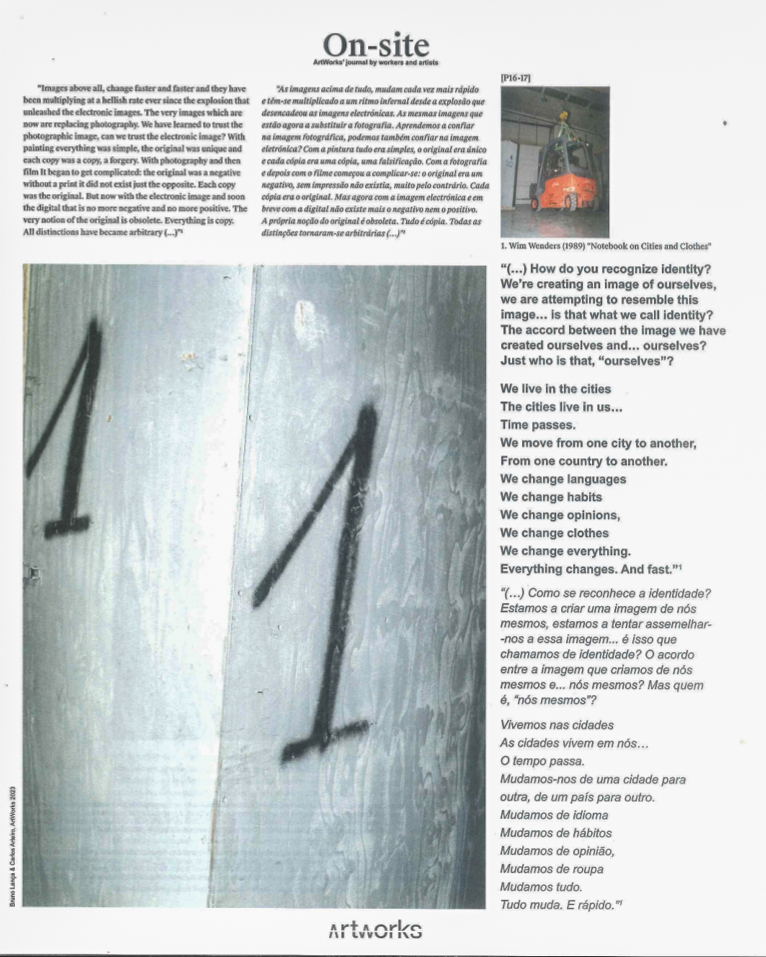 On-site
ArtWorks' journal by workers and artists
"Images above all, change faster and faster and they have
been multiplying at a hellish rate ever since the explosion that
unleashed the electronic images. The very images which are
now are replacing photography. We have learned to trust the
photographic image, can we trust the electronic image? With
painting everything was simple, the original was unique and
each copy was a copy, a forgery. With photography and then
film It began to get complicated: the original was a negative
without a print it did not exist just the opposite. Each copy
was the original. But now with the electronic image and soon
the digital that is no more negative and no more positive. The
very notion of the original is obsolete. Everything is copy.
All distinctions have became arbitrary (...)"¹
"As imagens acima de tudo, mudam cada vez mais rápido
e têm-se multiplicado a um ritmo infernal desde a explosão que
desencadeou as imagens electrónicas. As mesmas imagens que
estão agora a substituir a fotografia. Aprendemos a confiar
na imagem fotográfica, podemos também confiar na imagem
eletrónica? Com a pintura tudo era simples, o original era único
e cada cópia era uma cópia, uma falsificação. Com a fotografia
e depois com o filme começou a complicar-se: o original era um
negativo, sem impressão não existia, muito pelo contrário. Cada
cópia era o original. Mas agora com a imagem electrónica e em
breve com a digital não existe mais o negativo nem o positivo.
A própria noção do original é obsoleta. Tudo é cópia. Todas as
distinções tornaram-se arbitrárias (...)"¹
[P16-17]
1. Wim Wenders (1989) "Notebook on Cities and Clothes"
"(...) How do you recognize identity?
We're creating an image of ourselves,
we are attempting to resemble this
image... is that what we call identity?
The accord between the image we have
created ourselves and... ourselves?
Just who is that, "ourselves"?
We live in the cities
The cities live in us...
Time passes.
We move from one city to another,
From one country to another.
We change languages
We change habits
We change opinions,
We change clothes
We change everything.
Everything changes. And fast."¹
"(...) Como se reconhece a identidade?
Estamos a criar uma imagem de nós
mesmos, estamos a tentar assemelhar-
-nos a essa imagem... é isso que
chamamos de identidade? O acordo
entre a imagem que criamos de nós
mesmos e... nós mesmos? Mas quem
é, "nós mesmos"?
Vivemos nas cidades
As cidades vivem em nós...
O tempo passa.
Mudamos-nos de uma cidade para
outra, de um país para outro.
Mudamos de idioma
Mudamos de hábitos
Mudamos de opinião,
Mudamos de roupa
Mudamos tudo.
Tudo muda. E rápido."¹
1
1
Bruno Lança & Carlos Arteiro, ArtWorks 2023
Artworks